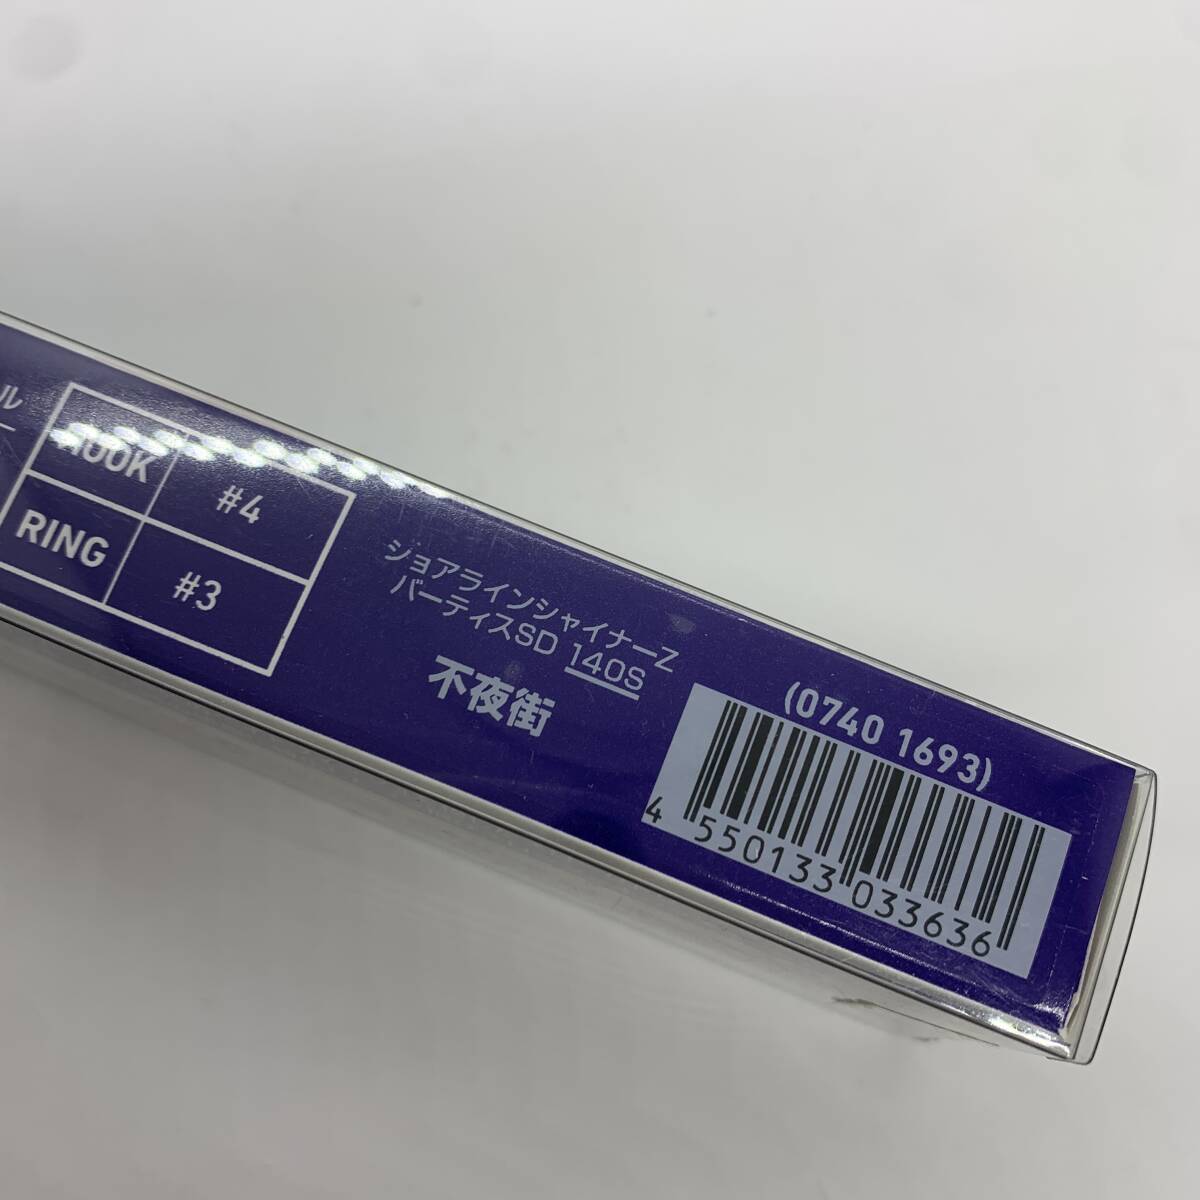 ル
HOOK #4
RING #3
ショアラインシャイナーZ
バーティスSD 140S
不夜街
(0740 1693)
4 550133 033636